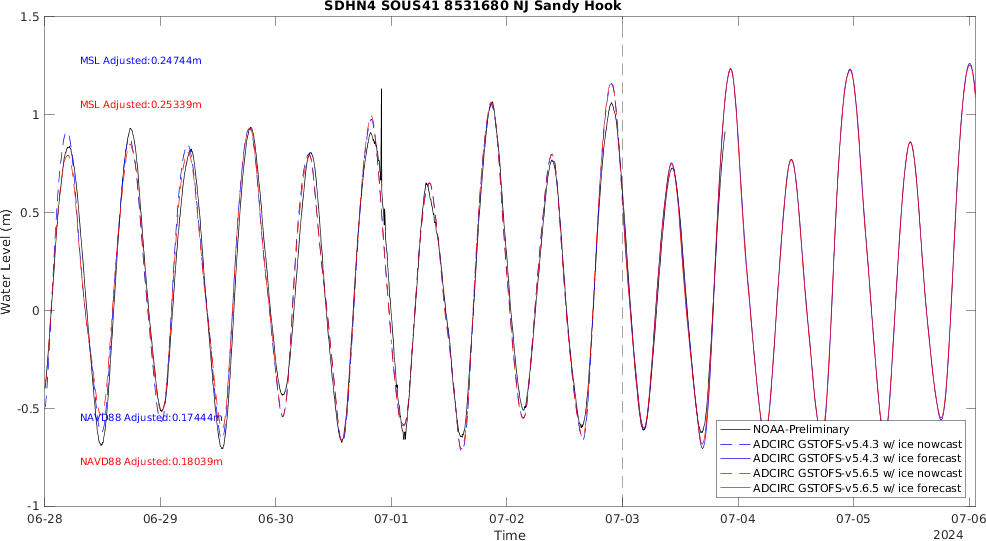 SDHN4 SOUS41 8531680 NJ Sandy Hook
1.5
1
0.5
0
-0.5
-1
Water Level (m)
MSL Adjusted:0.24744m
MSL Adjusted:0.25339m
NAVD88 Adjusted:0.17444m
NAVD88 Adjusted:0.18039m
NOAA-Preliminary
ADCIRC GSTOFS-v5.4.3 w/ ice nowcast
ADCIRC GSTOFS-v5.4.3 w/ ice forecast
ADCIRC GSTOFS-v5.6.5 w/ ice nowcast
ADCIRC GSTOFS-v5.6.5 w/ ice forecast
06-28 06-29 06-30 07-01 07-02 07-03 07-04 07-05 07-06
Time
2024